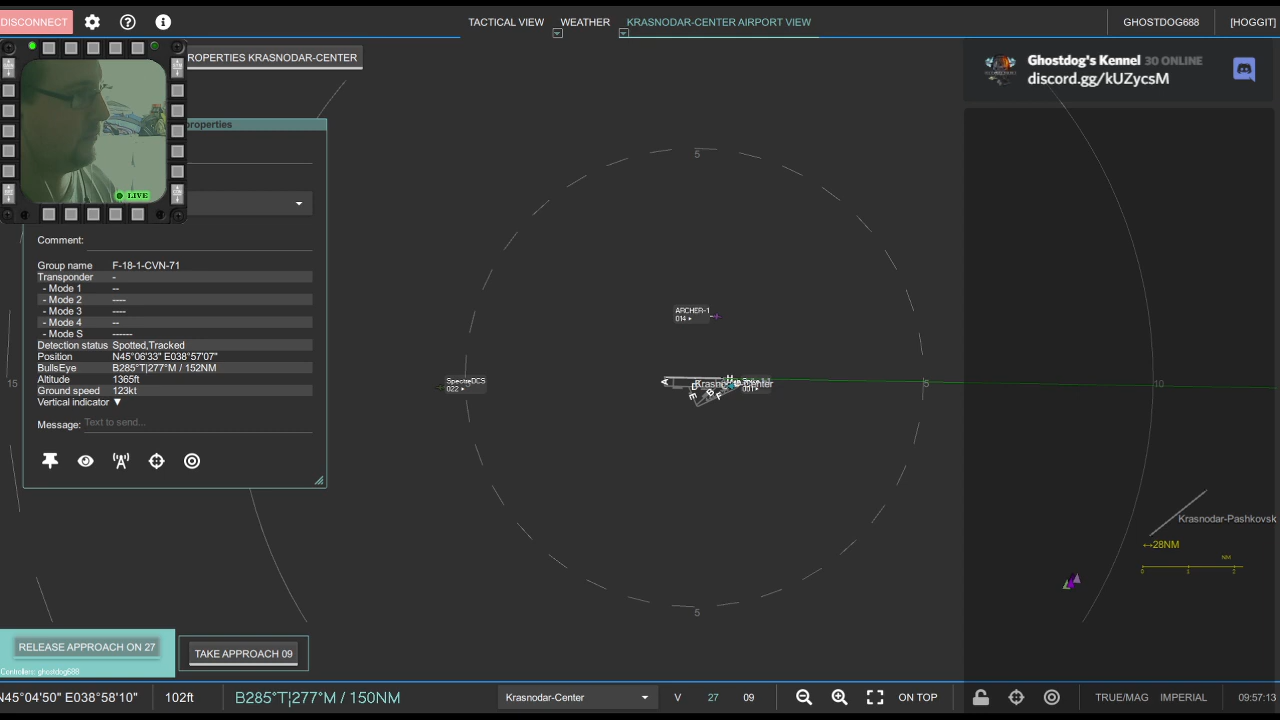 DISCONNECT
TACTICAL VIEW
WEATHER
KRASNODAR-CENTER AIRPORT VIEW
GHOSTDOG688
[HOGGIT]
ROPERTIES KRASNODAR-CENTER
Ghostdog's Kennel 30 ONLINE
discord.gg/kUZycsM
properties
LIVE
Comment:
Group name F-18-1-CVN-71
Transponder -
- Mode 1 --
- Mode 2 ----
- Mode 3 ----
- Mode 4 --
- Mode S ------
Detection status Spotted,Tracked
Position N45°06'33" E038°57'07"
BullsEye B285°T|277°M / 152NM
Altitude 1365ft
Ground speed 123kt
Vertical indicator ▼
Message: Text to send...
5
ARCHER-1
014 ▸
SpectreDCS
022 ▸
15
A
D
H
E
B
F
5
10
5
Krasnodar-Pashkovsk
↔28NM
NM
0 1 2
RELEASE APPROACH ON 27
Controllers: ghostdog688
TAKE APPROACH 09
N45°04'50" E038°58'10"
102ft
B285°T¦277°M / 150NM
Krasnodar-Center
V
27
09
ON TOP
TRUE/MAG
IMPERIAL
09:57:13